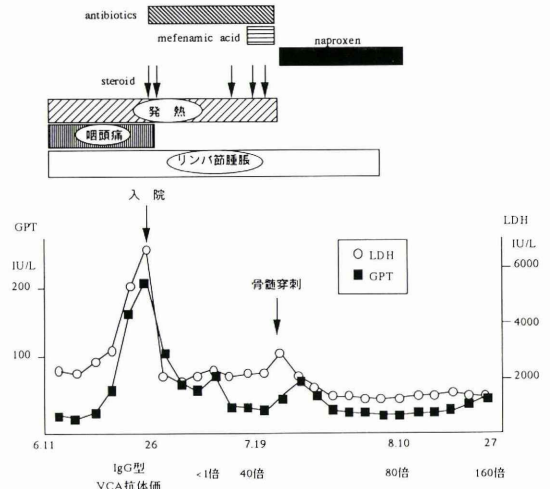 antibiotics
mefenamic acid
naproxen
steroid
発熱
咽頭痛
リンパ節腫脹
入 院
GPT
LDH
IU/L
IU/L
LDH
GPT
6000
200
骨髄穿刺
4000
100
2000
6.11 26 7.19 8.10 27
IgG型
VCA抗体価
<1倍 40倍 80倍 160倍